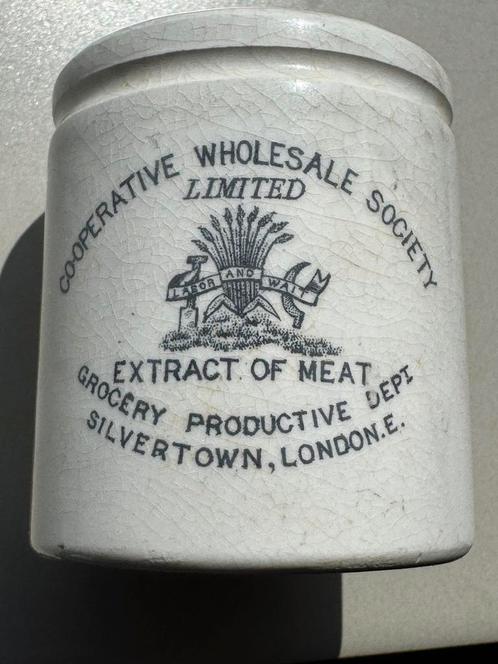 CO-OPERATIVE WHOLESALE SOCIETY
LIMITED
LABOR AND WAIT
EXTRACT OF MEAT
GROCERY PRODUCTIVE DEPT
SILVERTOWN, LONDON.E.